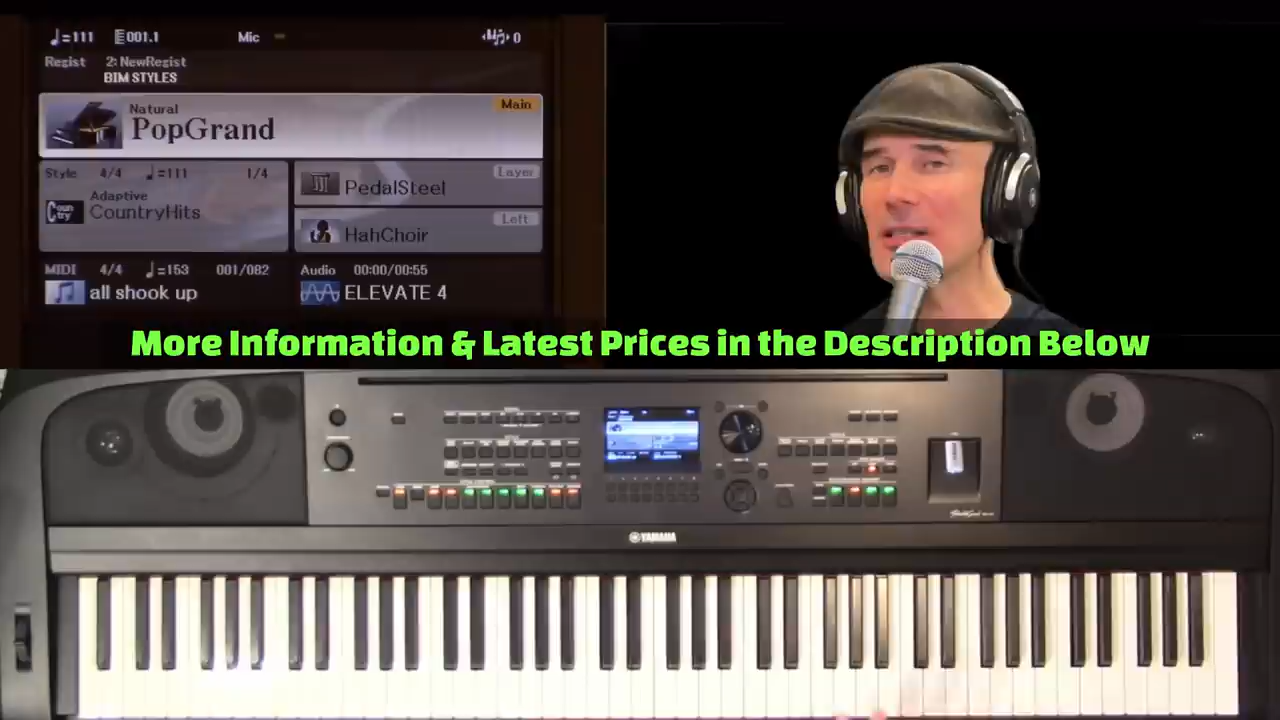 ♩=111 001.1 Mic 0
Regist 2: NewRegist
BIM STYLES
Natural Main
PopGrand
Style 4/4 ♩=111 1/4
Adaptive
Coun
try
CountryHits
Layer
PedalSteel
Left
HahChoir
MIDI 4/4 ♩=153 001/082
all shook up
Audio 00:00/00:55
ELEVATE 4
More Information & Latest Prices in the Description Below
YAMAHA